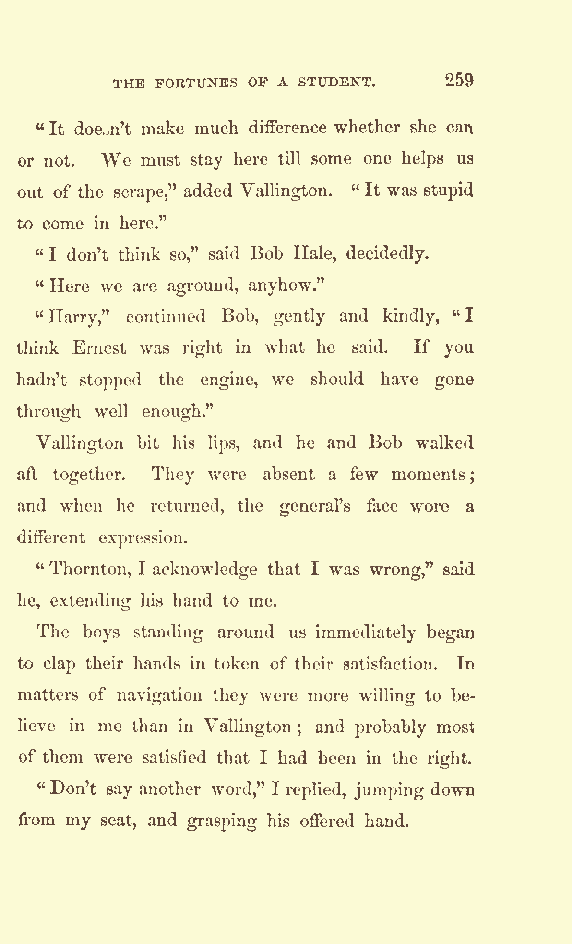 THE FORTUNES OF A STUDENT. 259
“It doesn’t make much difference whether she can
or not. We must stay here till some one helps us
out of the scrape,” added Vallington. “It was stupid
to come in here.”
“I don’t think so,” said Bob Hale, decidedly.
“Here we are aground, anyhow.”
“Harry,” continued Bob, gently and kindly, “I
think Ernest was right in what he said. If you
hadn’t stopped the engine, we should have gone
through well enough.”
Vallington bit his lips, and he and Bob walked
aft together. They were absent a few moments;
and when he returned, the general’s face wore a
different expression.
“Thornton, I acknowledge that I was wrong,” said
he, extending his hand to me.
The boys standing around us immediately began
to clap their hands in token of their satisfaction. In
matters of navigation they were more willing to be-
lieve in me than in Vallington; and probably most
of them were satisfied that I had been in the right.
“Don’t say another word,” I replied, jumping down
from my seat, and grasping his offered hand.